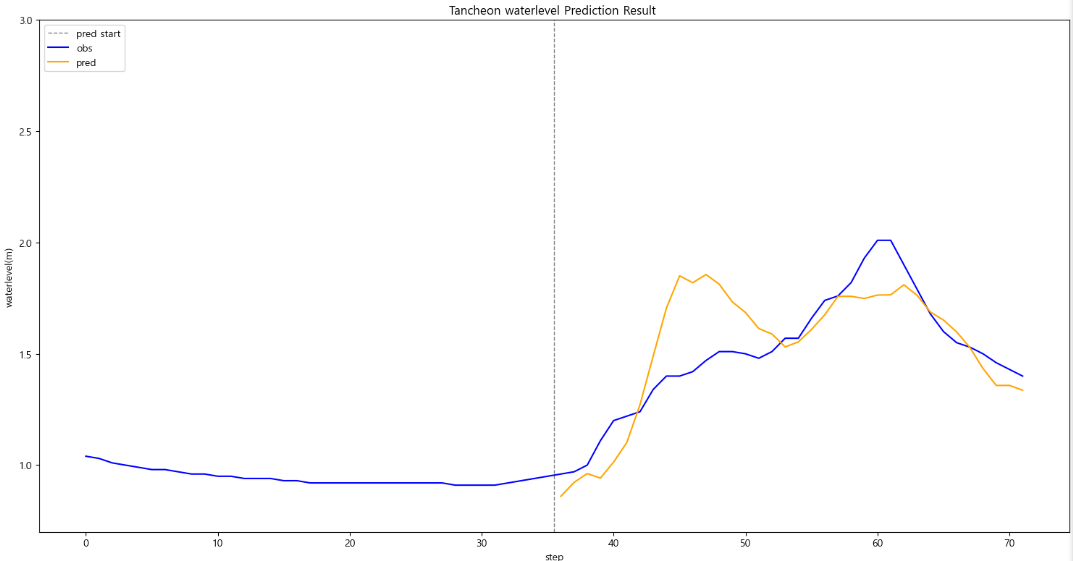 Tancheon waterlevel Prediction Result
pred start
obs
pred
3.0
2.5
2.0
1.5
1.0
waterlevel(m)
0 10 20 30 40 50 60 70
step